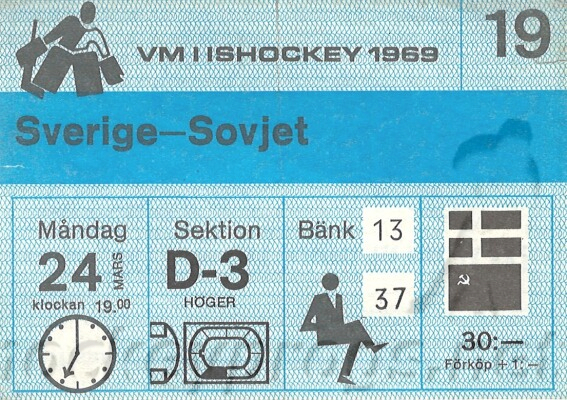 VM I ISHOCKEY 1969
19
Sverige–Sovjet
Måndag
24 MARS
klockan 19.00
Sektion
D-3
HÖGER
Bänk 13
37
30:—
Förköp + 1:–